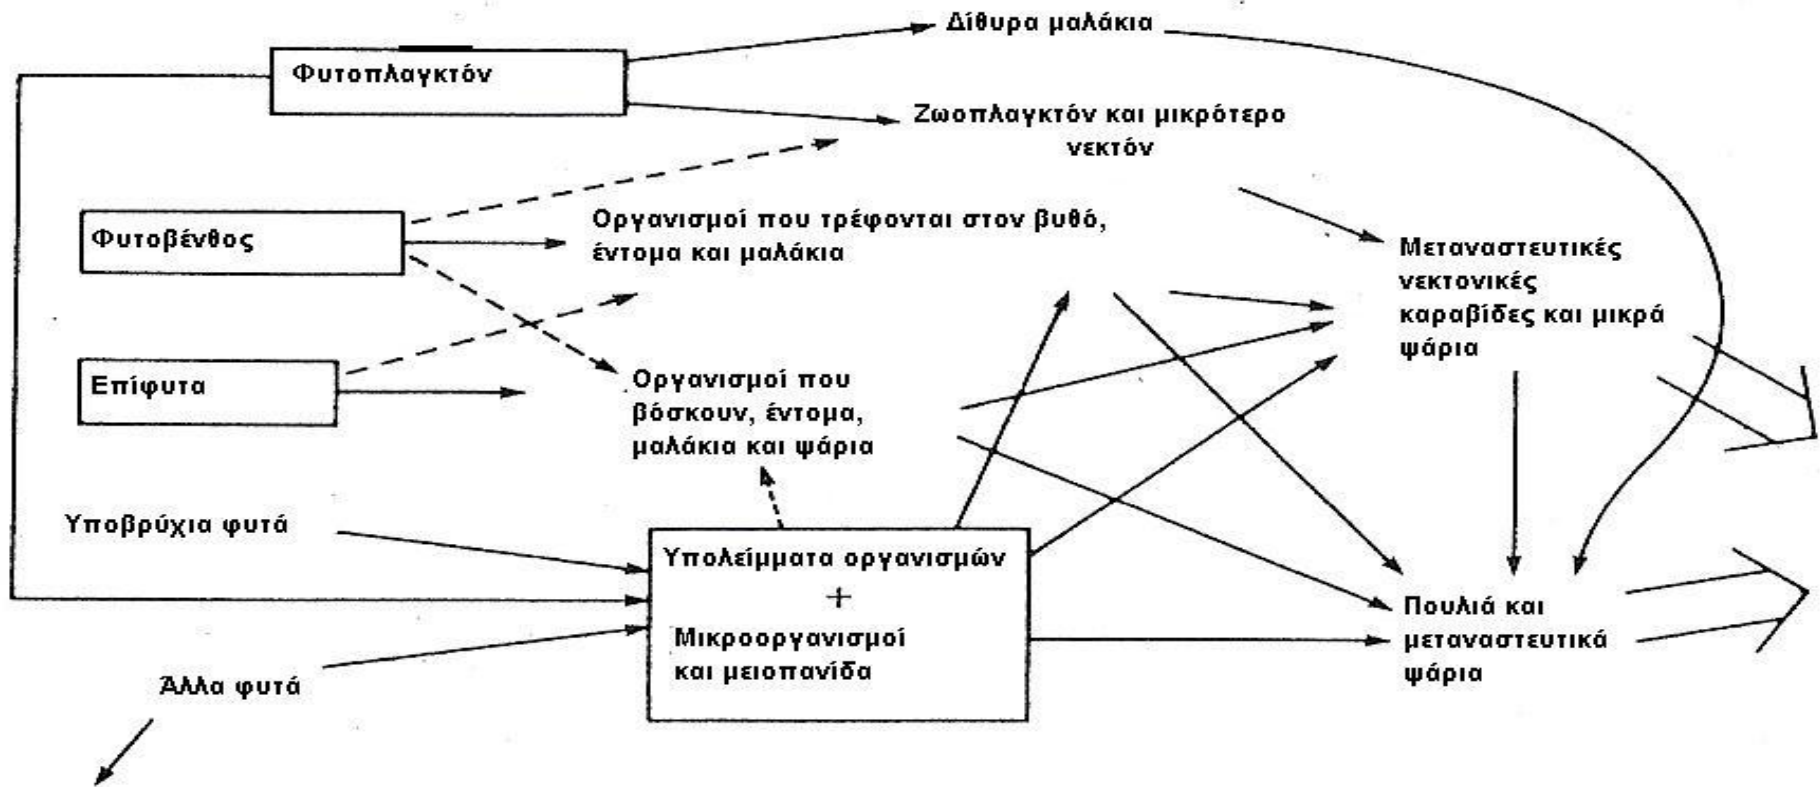 Δίθυρα μαλάκια
Φυτοπλαγκτόν
Ζωοπλαγκτόν και μικρότερο
νεκτόν
Οργανισμοί που τρέφονται στον βυθό,
έντομα και μαλάκια
Φυτοβένθος
Μεταναστευτικές
νεκτονικές
καραβίδες και μικρά
ψάρια
Επίφυτα
Οργανισμοί που
βόσκουν, έντομα,
μαλάκια και ψάρια
Υποβρύχια φυτά
Υπολείμματα οργανισμών
+
Μικροοργανισμοί
και μειοπανίδα
Πουλιά και
μεταναστευτικά
ψάρια
Άλλα φυτά